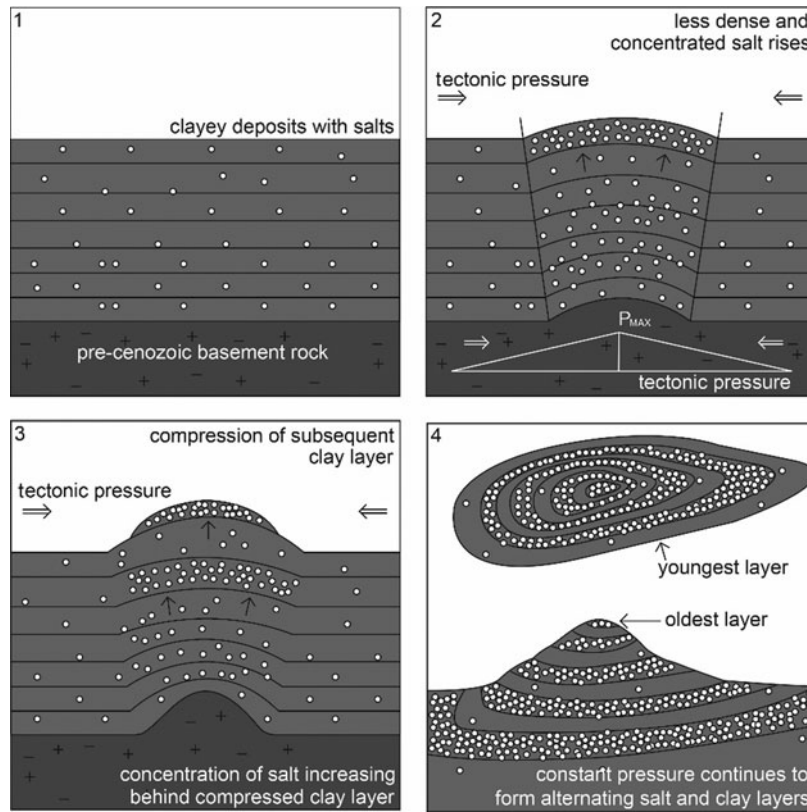 1
clayey deposits with salts
pre-cenozoic basement rock
2
less dense and
concentrated salt rises
tectonic pressure
PMAX
tectonic pressure
3
compression of subsequent
clay layer
tectonic pressure
concentration of salt increasing
behind compressed clay layer
4
youngest layer
oldest layer
constant pressure continues to
form alternating salt and clay layers